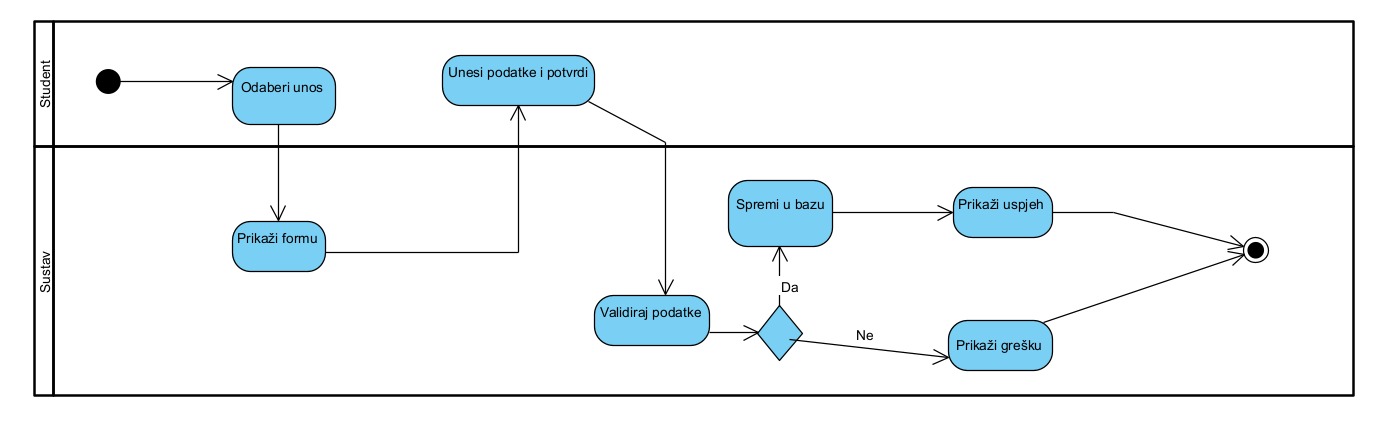 Student
Odaberi unos
Unesi podatke i potvrdi
Sustav
Prikaži formu
Spremi u bazu
Prikaži uspjeh
Da
Validiraj podatke
Ne
Prikaži grešku